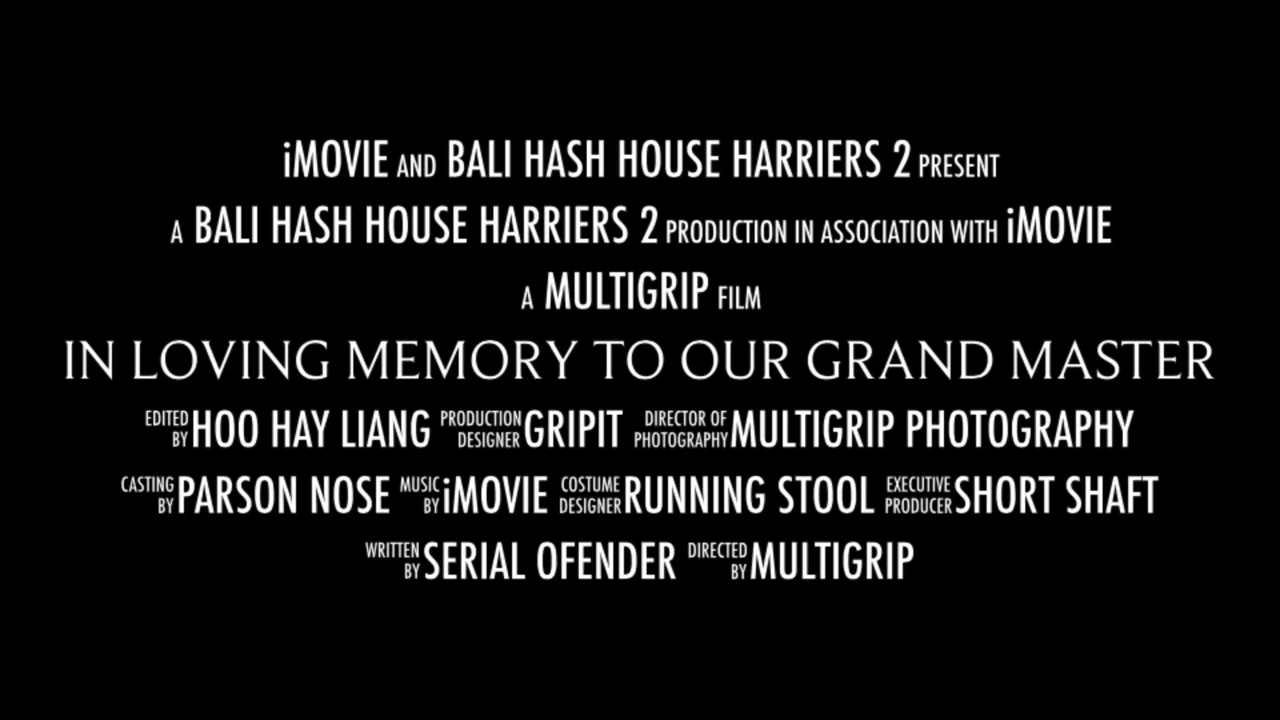 iMOVIE AND BALI HASH HOUSE HARRIERS 2 PRESENT
A BALI HASH HOUSE HARRIERS 2 PRODUCTION IN ASSOCIATION WITH iMOVIE
A MULTIGRIP FILM
IN LOVING MEMORY TO OUR GRAND MASTER
EDITED BY HOO HAY LIANG PRODUCTION DESIGNER GRIPIT DIRECTOR OF PHOTOGRAPHY MULTIGRIP PHOTOGRAPHY
CASTING BY PARSON NOSE MUSIC BY iMOVIE COSTUME DESIGNER RUNNING STOOL EXECUTIVE PRODUCER SHORT SHAFT
WRITTEN BY SERIAL OFENDER DIRECTED BY MULTIGRIP